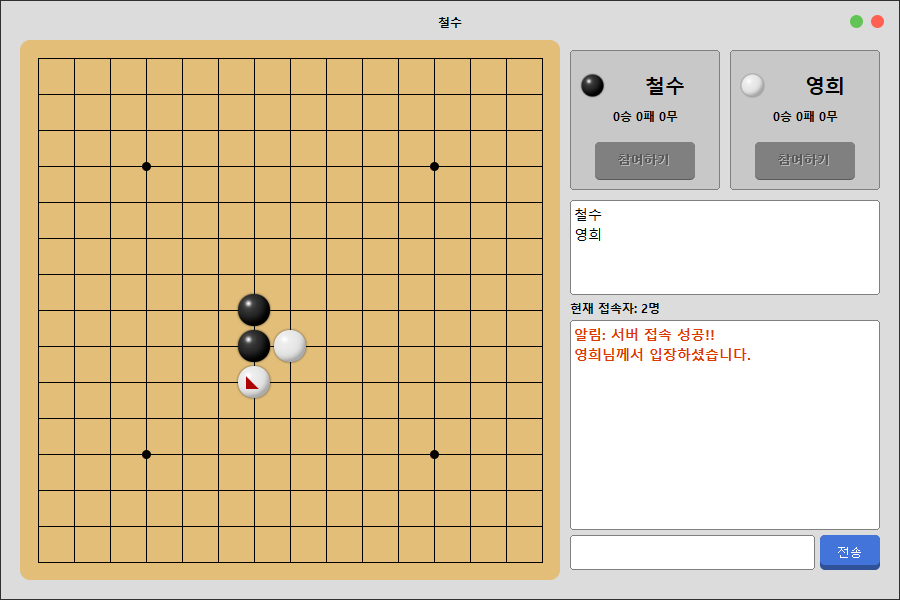 철수
철수
영희
0승 0패 0무
0승 0패 0무
참여하기
참여하기
철수
영희
현재 접속자: 2명
알림: 서버 접속 성공!!
영희님께서 입장하셨습니다.
전송